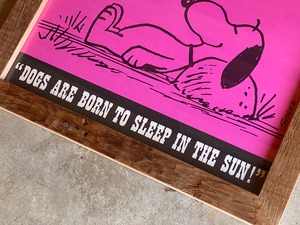 “DOGS ARE BORN TO SLEEP IN THE SUN!”